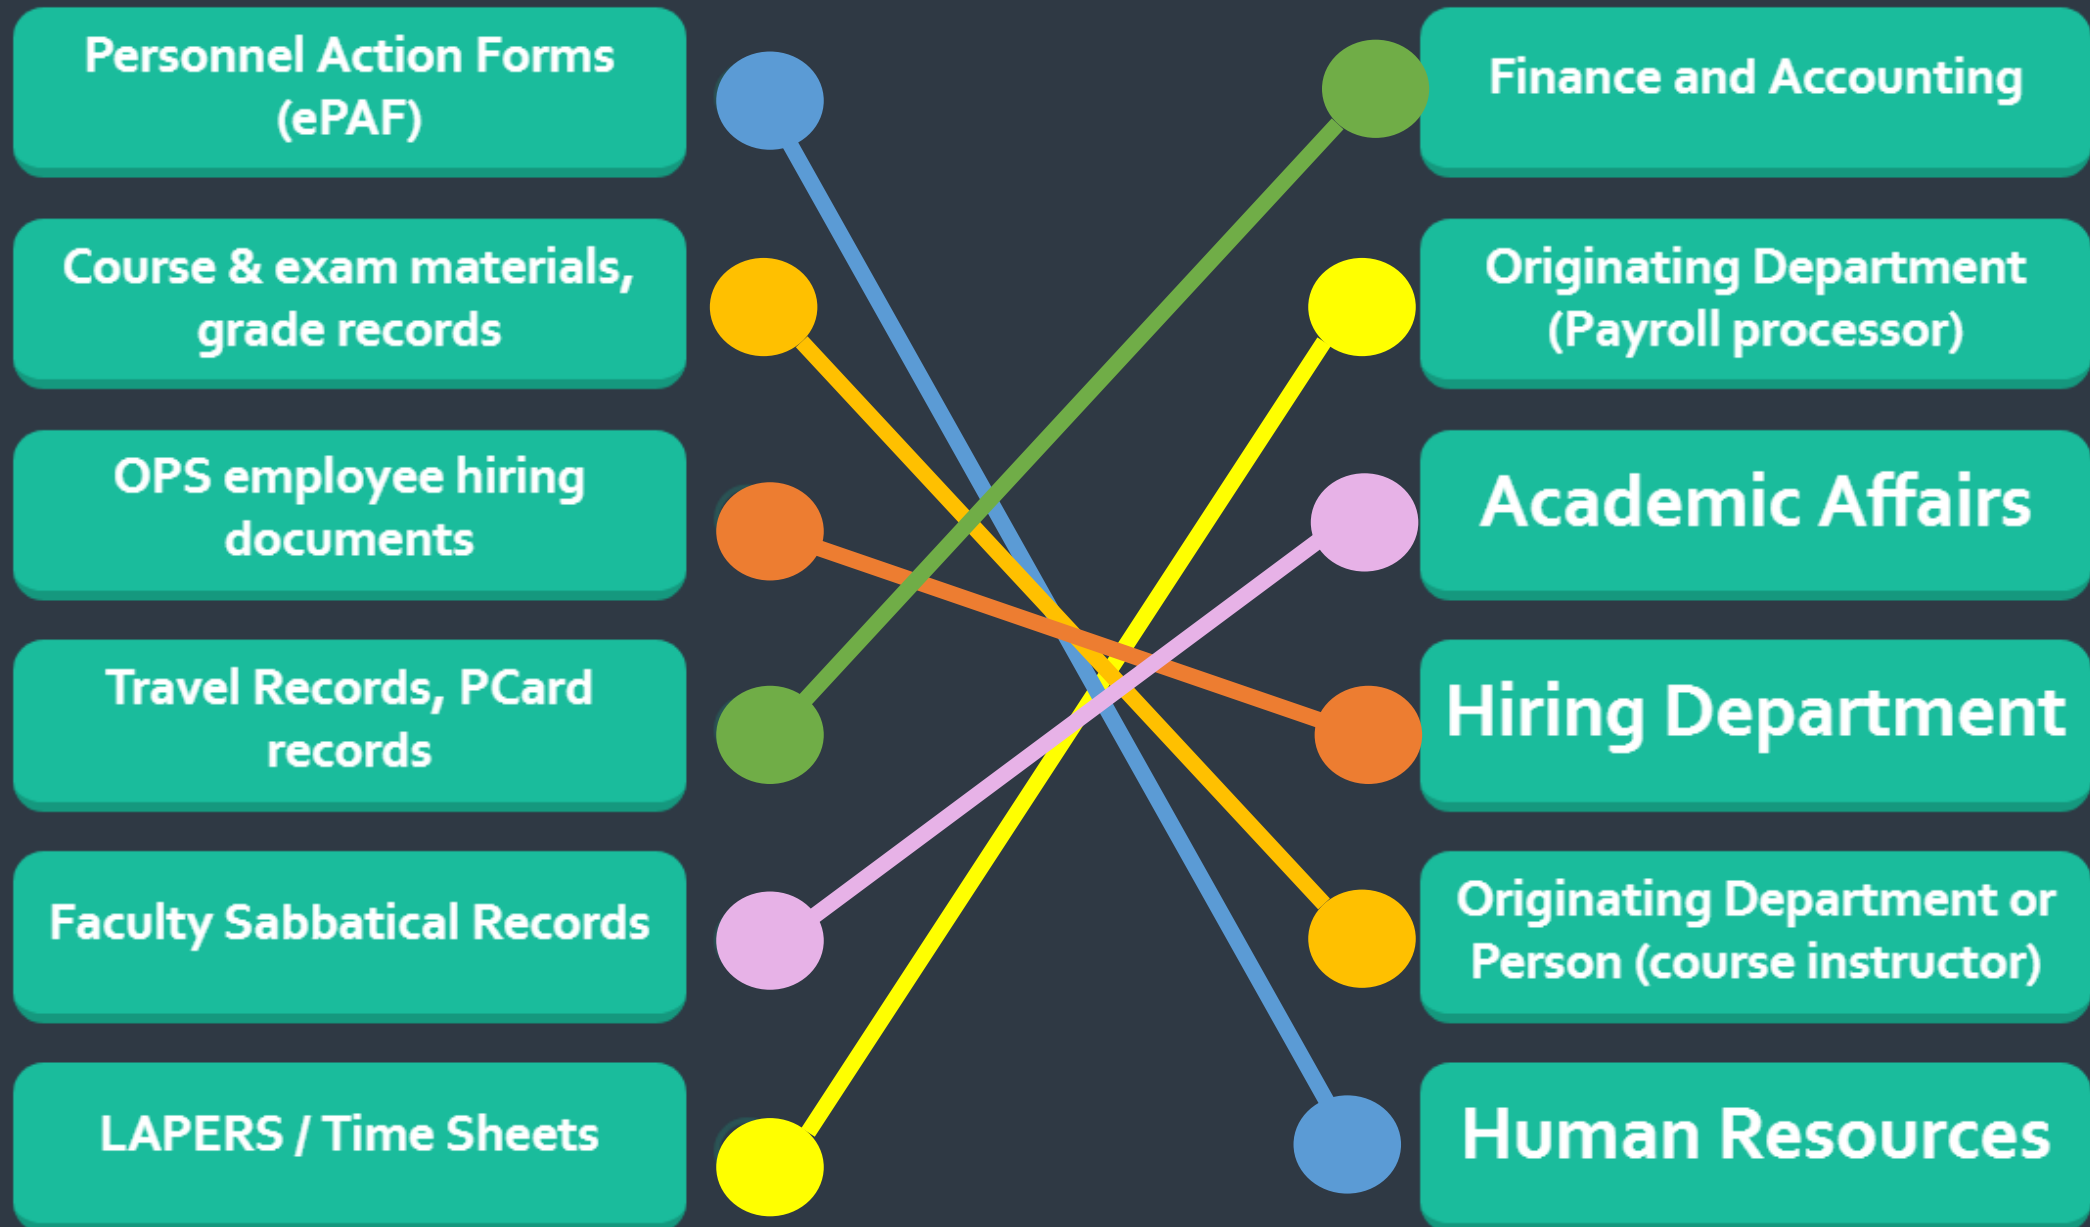 Personnel Action Forms
(ePAF)
Finance and Accounting
Course & exam materials,
grade records
Originating Department
(Payroll processor)
OPS employee hiring
documents
Academic Affairs
Travel Records, PCard
records
Hiring Department
Faculty Sabbatical Records
Originating Department or
Person (course instructor)
LAPERS / Time Sheets
Human Resources